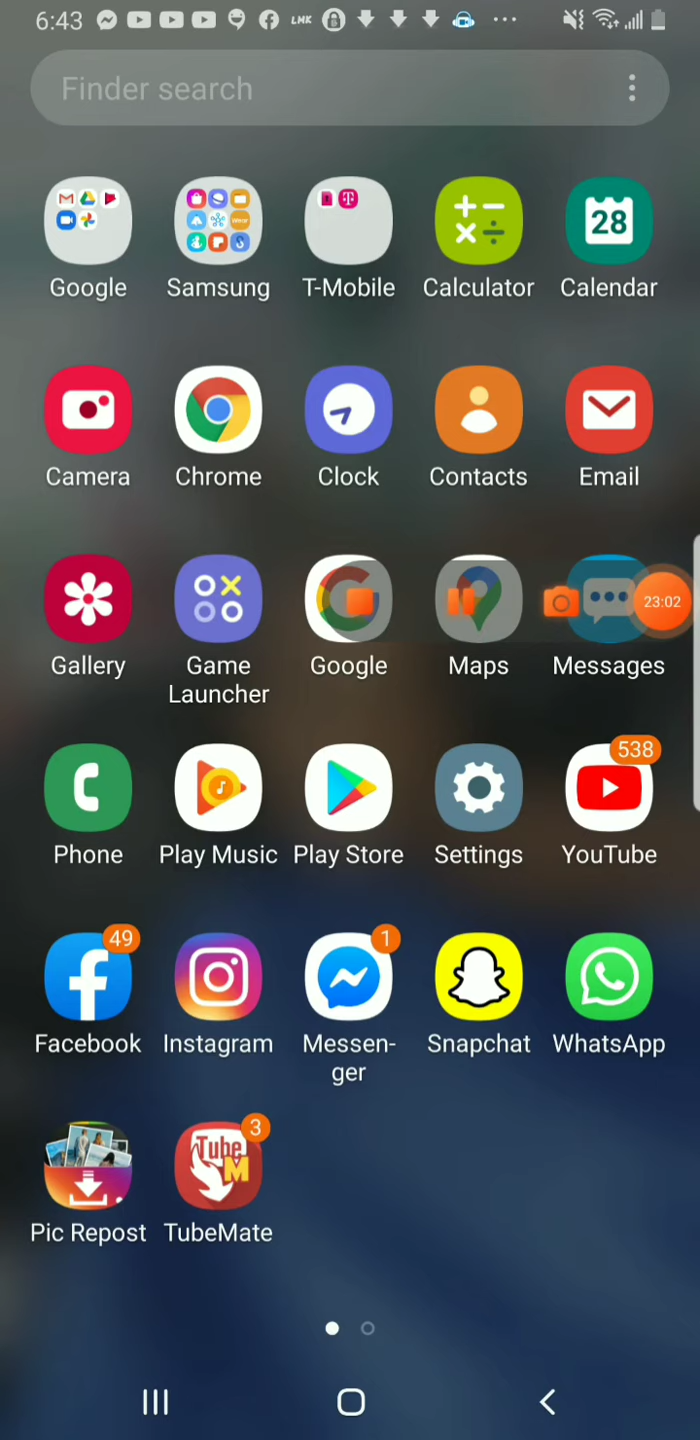 6:43 LMK
Finder search
28
Google Samsung T-Mobile Calculator Calendar
Camera Chrome Clock Contacts Email
23:02
Gallery Game Google Maps Messages
Launcher
538
Phone Play Music Play Store Settings YouTube
49 1
Facebook Instagram Messen- Snapchat WhatsApp
ger
3
Tube
M
Pic Repost TubeMate